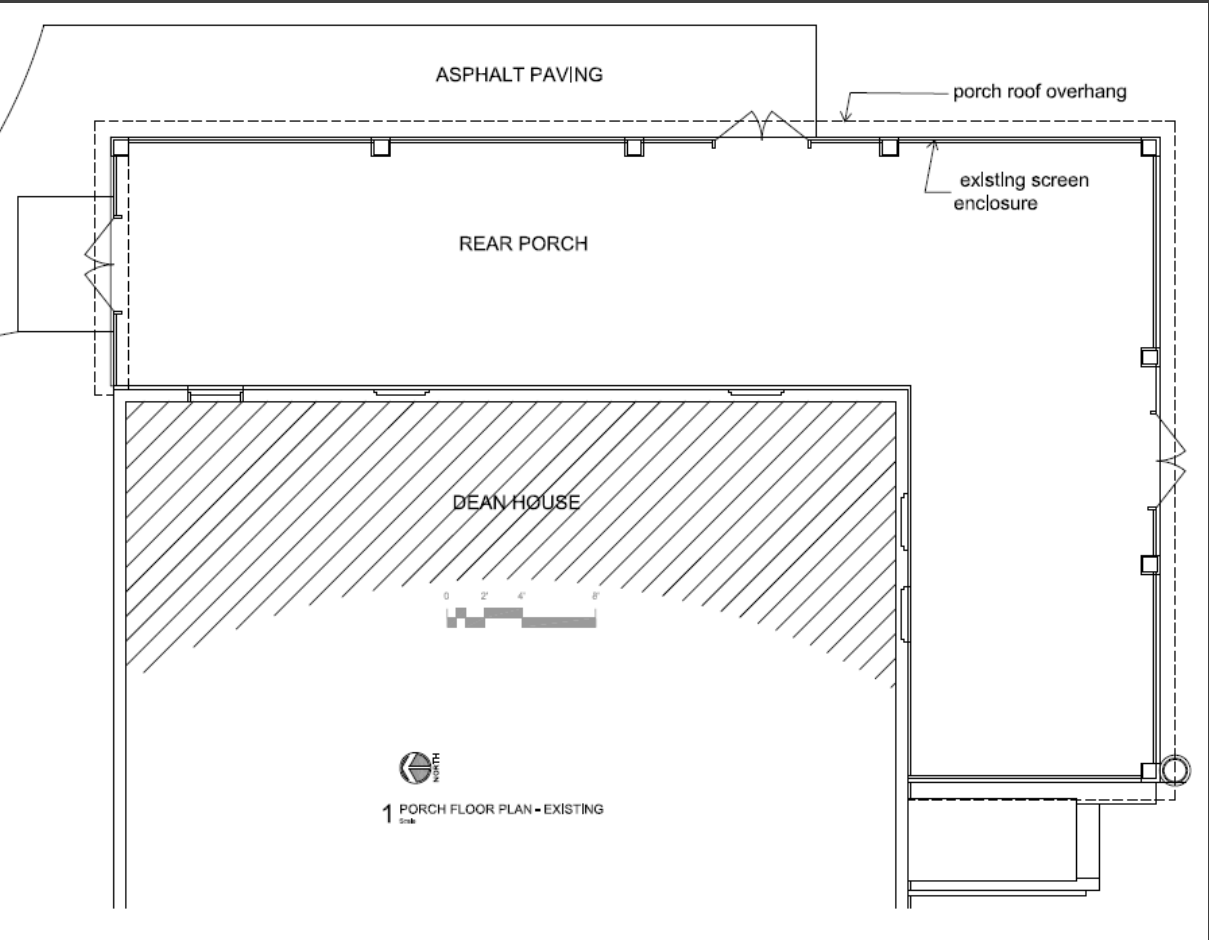 ASPHALT PAVING
porch roof overhang
existing screen
enclosure
REAR PORCH
DEAN HOUSE
0 2' 4' 8'
NORTH
1 PORCH FLOOR PLAN - EXISTING
Scale